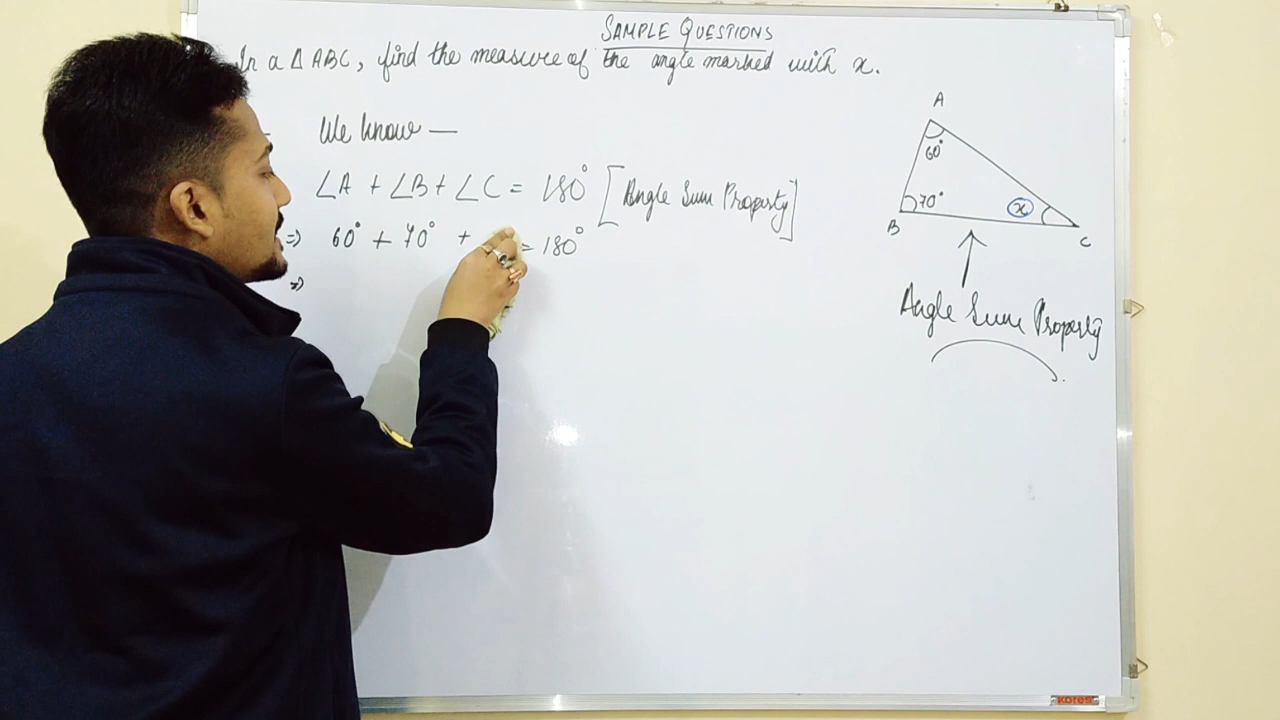 SAMPLE QUESTIONS
In a Δ ABC, find the measure of the angle marked with x.
We know —
∠A + ∠B + ∠C = 180° [Angle Sum Property]
⇒ 60° + 70° + = 180°
⇒
A
60°
70°
x
B
C
Angle Sum Property
KORES